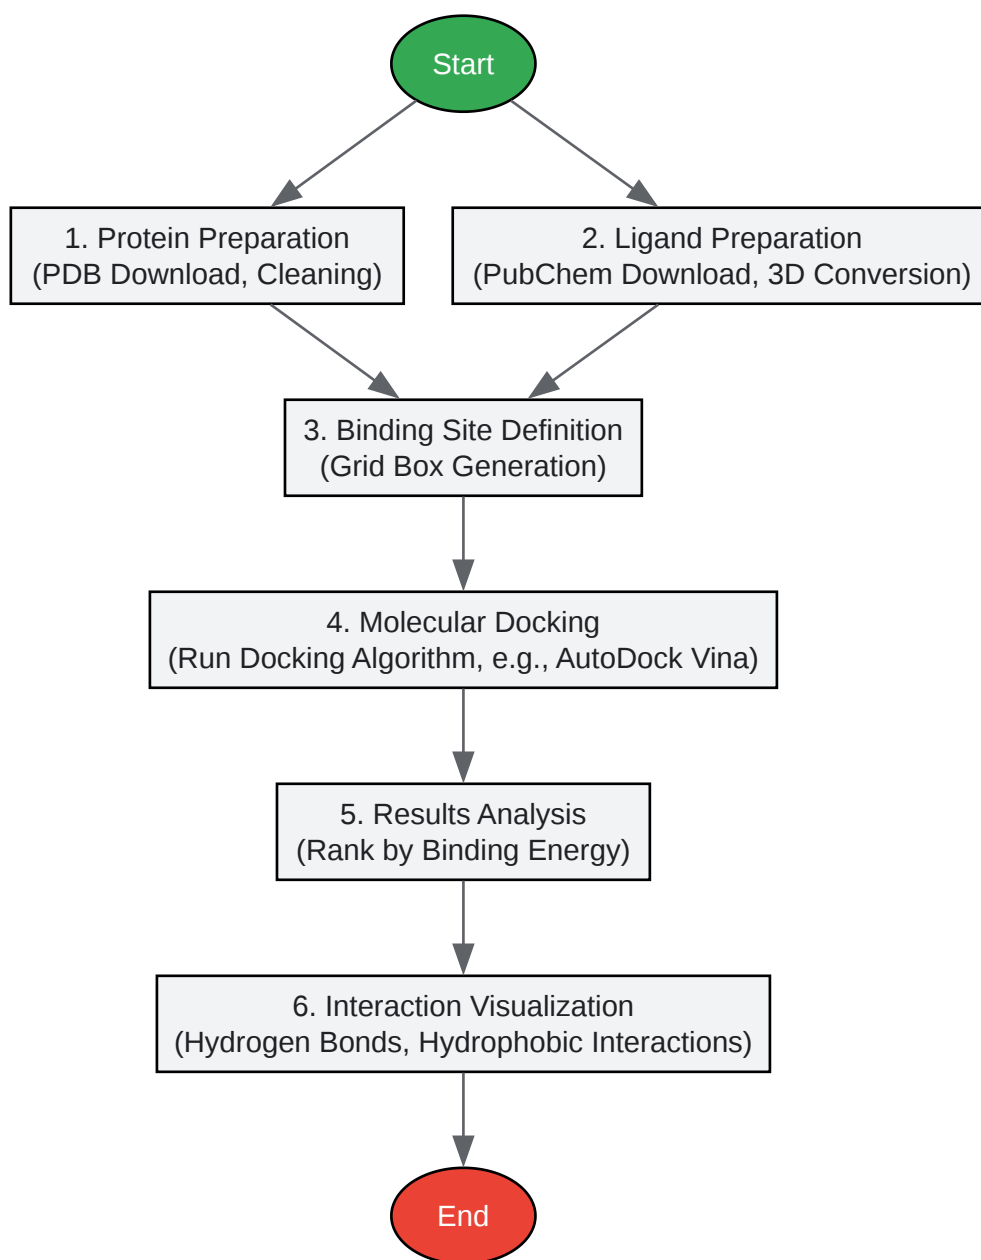 Start
1. Protein Preparation
(PDB Download, Cleaning)
2. Ligand Preparation
(PubChem Download, 3D Conversion)
3. Binding Site Definition
(Grid Box Generation)
4. Molecular Docking
(Run Docking Algorithm, e.g., AutoDock Vina)
5. Results Analysis
(Rank by Binding Energy)
6. Interaction Visualization
(Hydrogen Bonds, Hydrophobic Interactions)
End